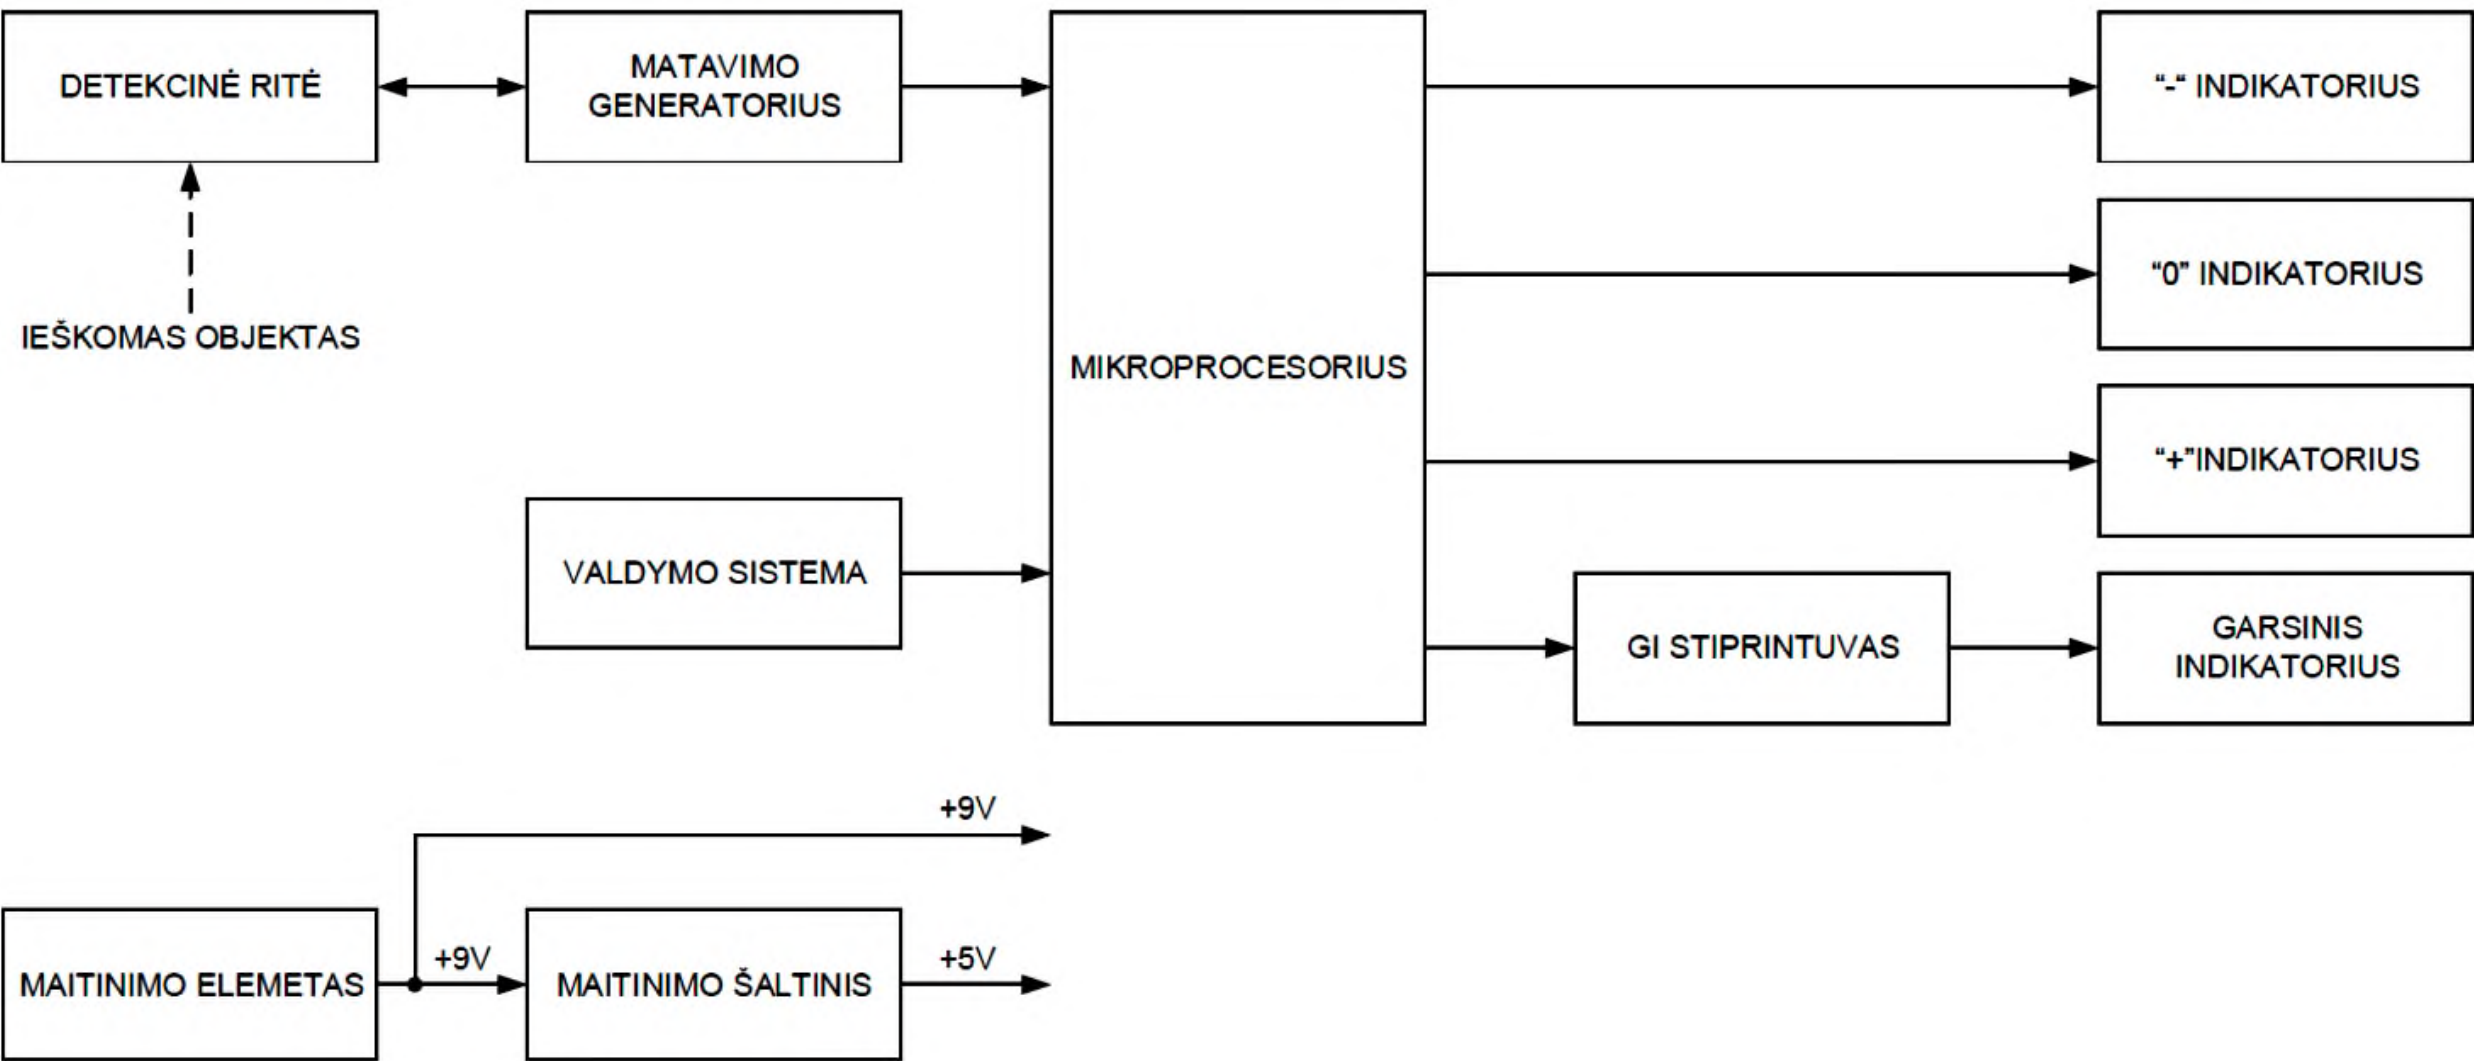 DETEKCINĖ RITĖ
MATAVIMO
GENERATORIUS
“-“ INDIKATORIUS
“0” INDIKATORIUS
IEŠKOMAS OBJEKTAS
MIKROPROCESORIUS
“+”INDIKATORIUS
VALDYMO SISTEMA
GI STIPRINTUVAS
GARSINIS
INDIKATORIUS
+9V
+9V
+5V
MAITINIMO ELEMETAS
MAITINIMO ŠALTINIS